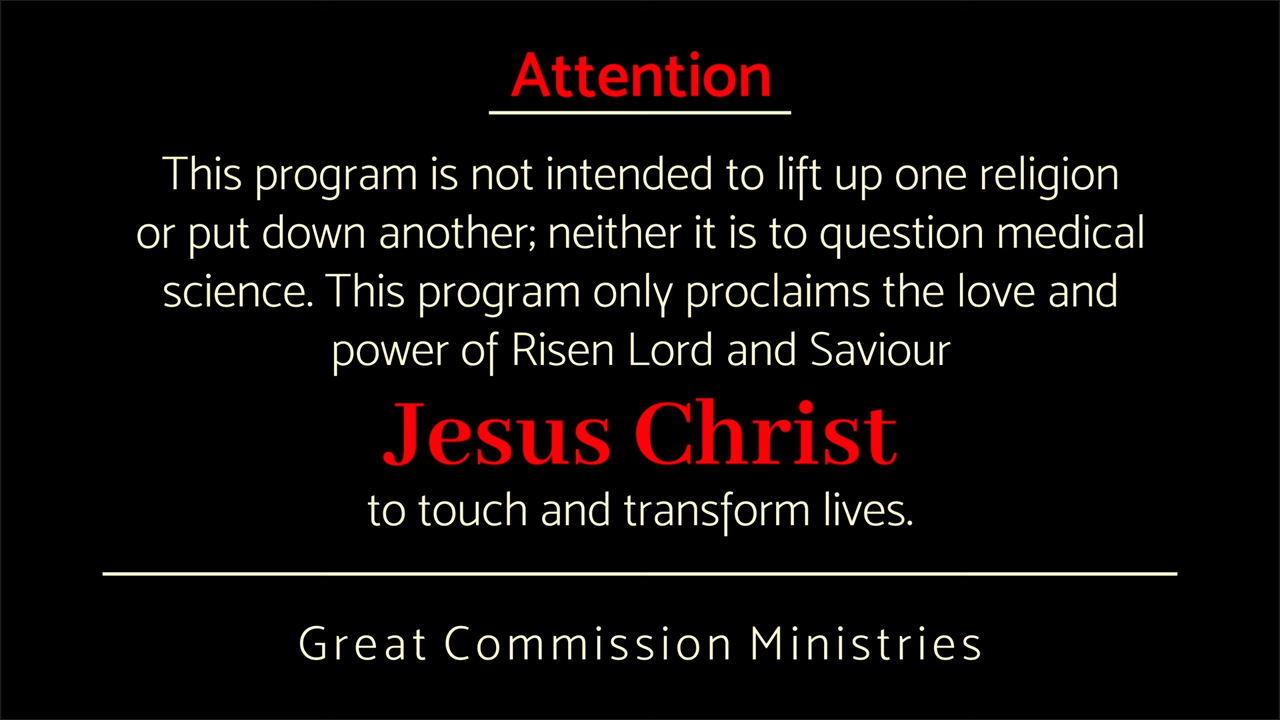 Attention
This program is not intended to lift up one religion
or put down another; neither it is to question medical
science. This program only proclaims the love and
power of Risen Lord and Saviour
Jesus Christ
to touch and transform lives.
Great Commission Ministries